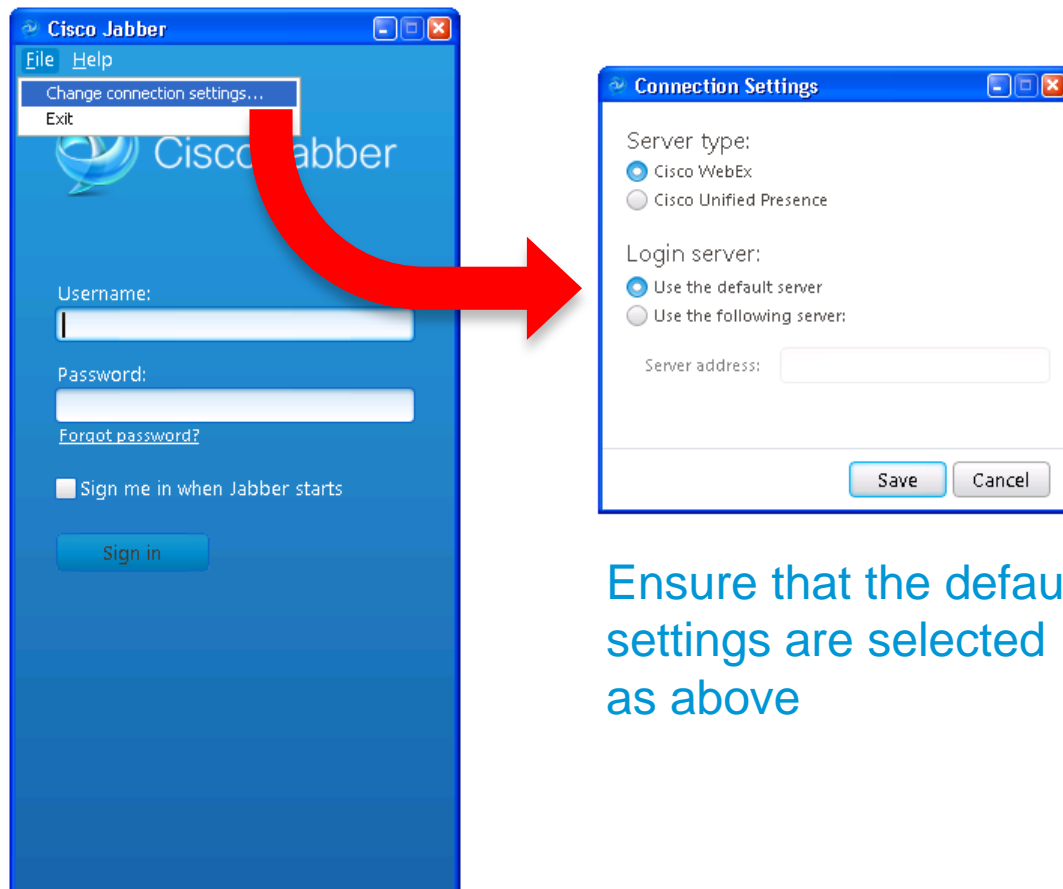 Cisco Jabber
File Help
Change connection settings...
Exit
Cisco Jabber
Username:
Password:
Forgot password?
Sign me in when Jabber starts
Sign in
Connection Settings
Server type:
Cisco WebEx
Cisco Unified Presence
Login server:
Use the default server
Use the following server:
Server address:
Save Cancel
Ensure that the defau
settings are selected
as above